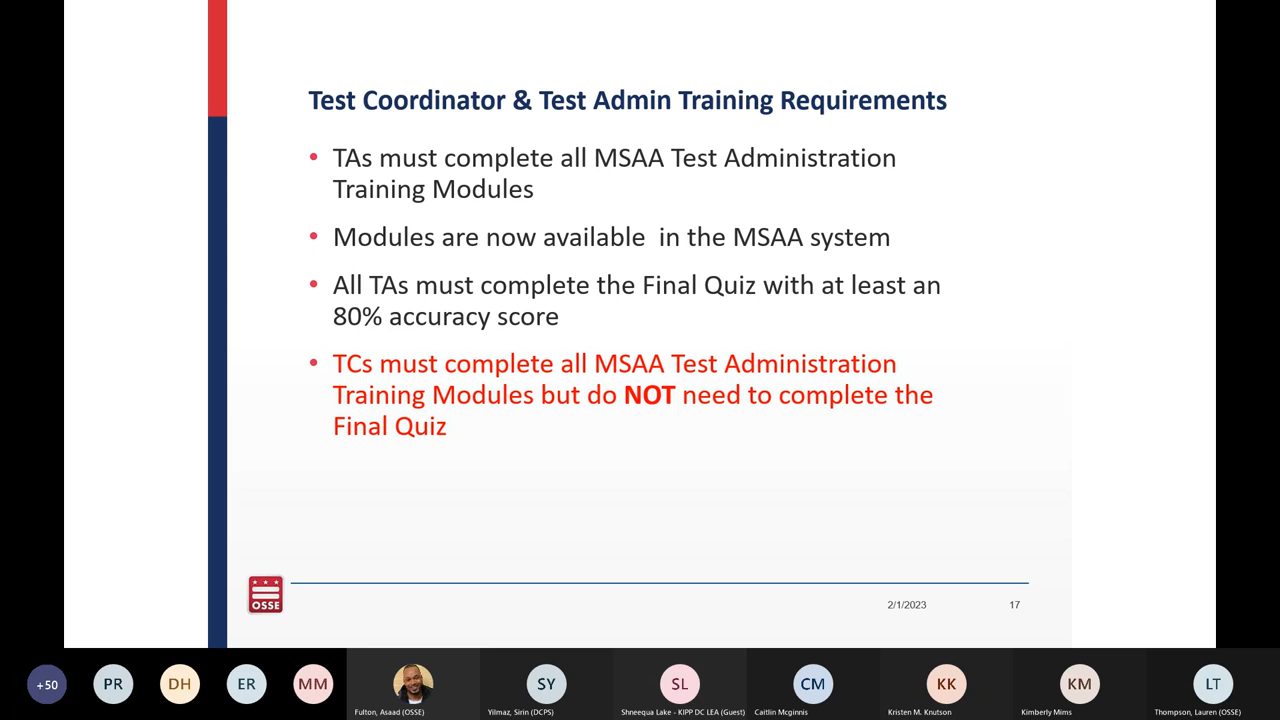 Test Coordinator & Test Admin Training Requirements
• TAs must complete all MSAA Test Administration
Training Modules
• Modules are now available  in the MSAA system
• All TAs must complete the Final Quiz with at least an
80% accuracy score
• TCs must complete all MSAA Test Administration
Training Modules but do NOT need to complete the
Final Quiz
OSSE
2/1/2023
17
+50
PR
DH
ER
MM
SY
SL
CM
KK
KM
LT
Fulton, Asaad (OSSE)
Yilmaz, Sirin (DCPS)
Shneequa Lake - KIPP DC LEA (Guest)
Caitlin Mcginnis
Kristen M. Knutson
Kimberly Mims
Thompson, Lauren (OSSE)